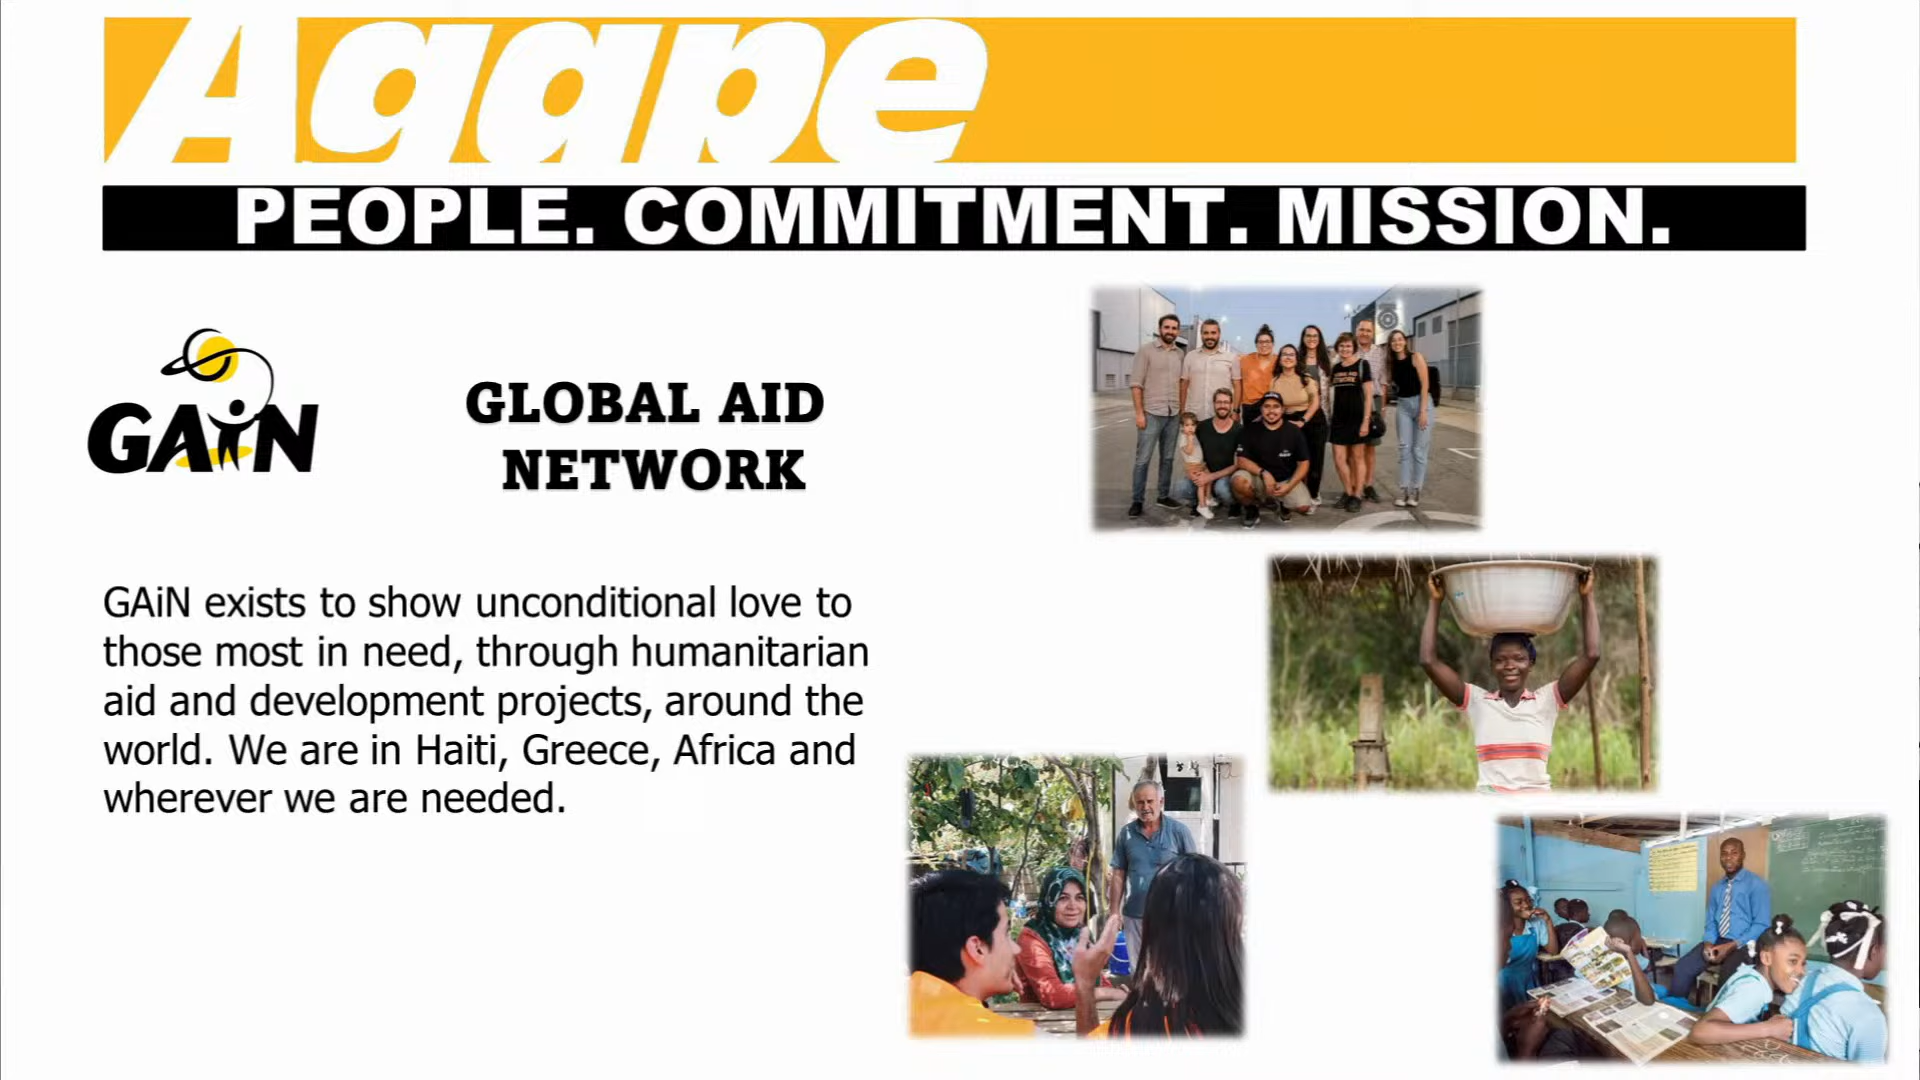 Agape
PEOPLE. COMMITMENT. MISSION.
GAiN
GLOBAL AID
NETWORK
GAiN exists to show unconditional love to
those most in need, through humanitarian
aid and development projects, around the
world. We are in Haiti, Greece, Africa and
wherever we are needed.